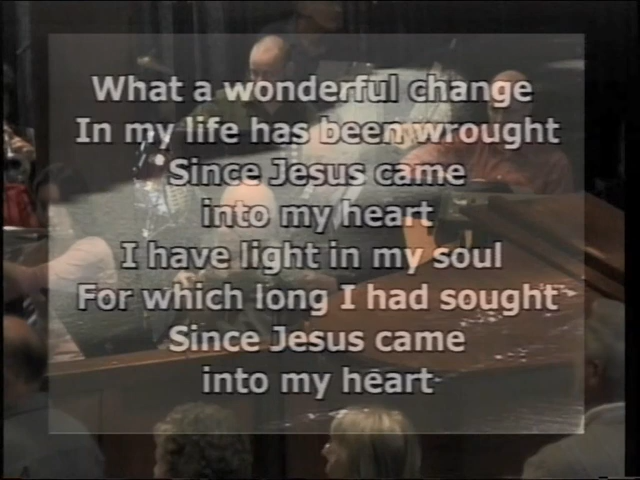 What a wonderful change
In my life has been wrought
Since Jesus came
into my heart
I have light in my soul
For which long I had sought
Since Jesus came
into my heart